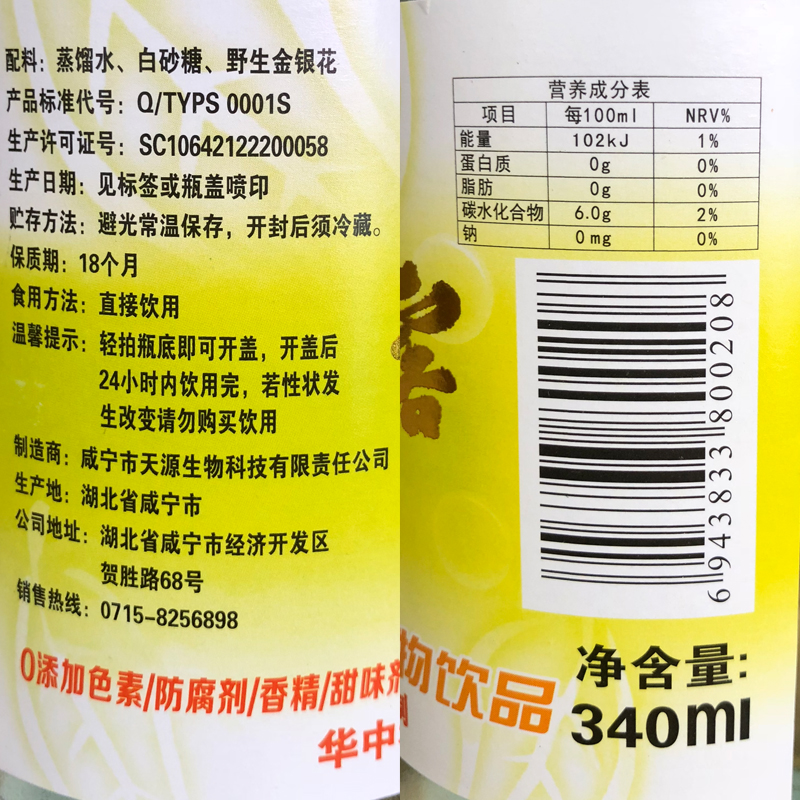 配料：蒸馏水、白砂糖、野生金银花
产品标准代号：Q/TYPS 0001S
生产许可证号：SC10642122200058
生产日期：见标签或瓶盖喷印
贮存方法：避光常温保存，开封后须冷藏。
保质期：18个月
食用方法：直接饮用
温馨提示：轻拍瓶底即可开盖，开盖后
24小时内饮用完，若性状发
生改变请勿购买饮用
制造商：咸宁市天源生物科技有限责任公司
生产地：湖北省咸宁市
公司地址：湖北省咸宁市经济开发区
贺胜路68号
销售热线：0715-8256898
0添加色素/防腐剂/香精/甜味剂
华中
营养成分表
项目 每100ml NRV%
能量 102kJ 1%
蛋白质 0g 0%
脂肪 0g 0%
碳水化合物 6.0g 2%
钠 0mg 0%
6943833800208
物饮品
净含量：
340ml